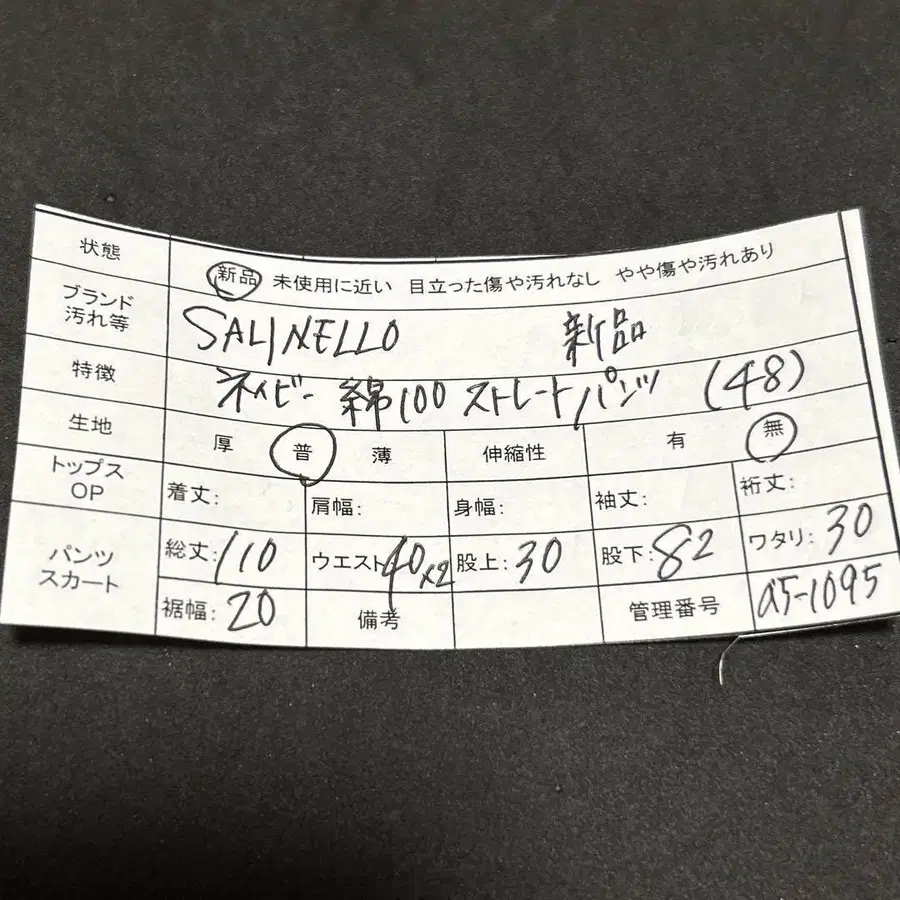 状態 新品 未使用に近い 目立った傷や汚れなし やや傷や汚れあり
ブランド 汚れ等 SALINELLO 新品
特徴 ネイビー 綿100 ストレートパンツ (48)
生地 厚 普 薄 伸縮性 有 無
トップス OP 着丈: 肩幅: 身幅: 袖丈: 裄丈:
パンツ スカート 総丈: 110 ウエスト 40×2 股上: 30 股下: 82 ワタリ: 30
裾幅: 20 備考 管理番号 a5-1095